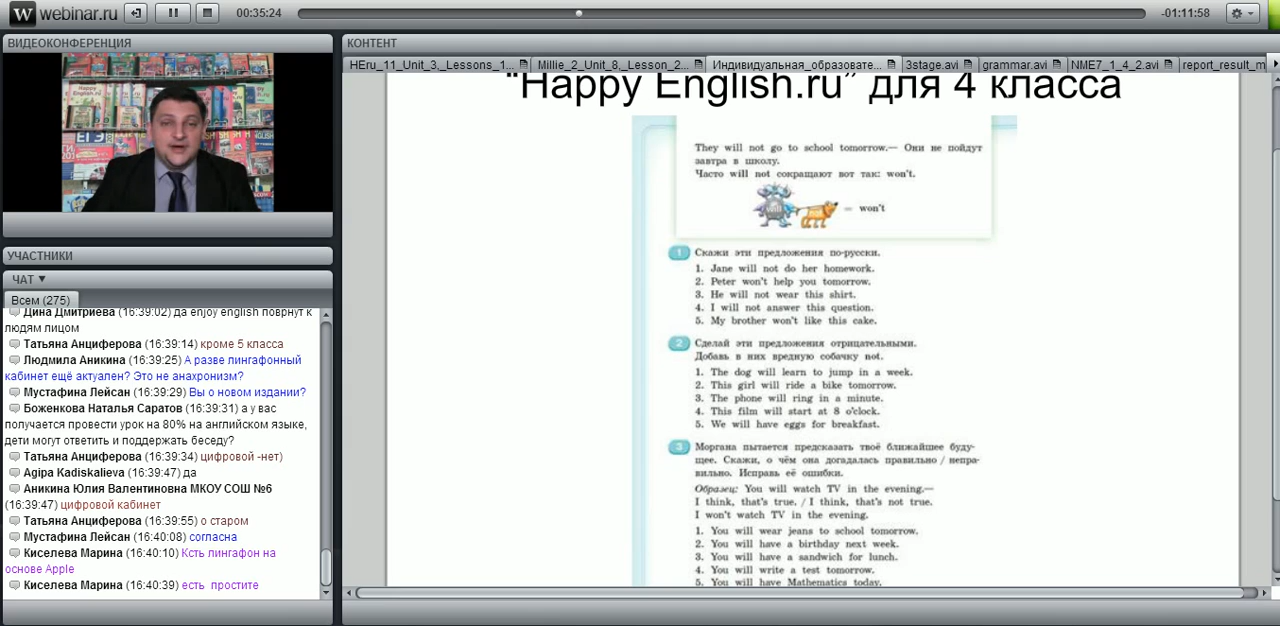 webinar.ru
00:35:24
-01:11:58
ВИДЕОКОНФЕРЕНЦИЯ
УЧАСТНИКИ
ЧАТ
Всем (275)
Дина Дмитриева (16:39:02) да enjoy english поврнут к
людям лицом
Татьяна Анциферова (16:39:14) кроме 5 класса
Людмила Аникина (16:39:25) А разве лингафонный
кабинет ещё актуален? Это не анахронизм?
Мустафина Лейсан (16:39:29) Вы о новом издании?
Боженкова Наталья Саратов (16:39:31) а у вас
получается провести урок на 80% на английском языке,
дети могут ответить и поддержать беседу?
Татьяна Анциферова (16:39:34) цифровой -нет)
Agipa Karlskalieva (16:39:47) да
Аникина Юлия Валентиновна МКОУ СОШ №6
(16:39:47) цифровой кабинет
Татьяна Анциферова (16:39:55) о старом
Мустафина Лейсан (16:40:08) согласна
Киселева Марина (16:40:10) Ксть лингафон на
основе Apple
Киселева Марина (16:40:39) есть простите
КОНТЕНТ
HEru_11_Unit_3,_Lessons_1... Millie_2_Unit_8,_Lesson_2... Индивидуальная_образовате... 3stage.avi grammar.avi NME7_1_4_2.avi report_result_m
"Happy English.ru" для 4 класса
They will not go to school tomorrow.— Они не пойдут
завтра в школу.
Часто will not сокращают вот так: won't.
will
— won't
1 Скажи эти предложения по-русски.
1. Jane will not do her homework.
2. Peter won't help you tomorrow.
3. He will not wear this shirt.
4. I will not answer this question.
5. My brother won't like this cake.
2 Сделай эти предложения отрицательными.
Добавь в них вредную собачку not.
1. The dog will learn to jump in a week.
2. This girl will ride a bike tomorrow.
3. The phone will ring in a minute.
4. This film will start at 8 o'clock.
5. We will have eggs for breakfast.
3 Моргана пытается предсказать твоё ближайшее буду-
щее. Скажи, о чём она догадалась правильно / непра-
вильно. Исправь её ошибки.
Образец: You will watch TV in the evening.—
I think, that's true. / I think, that's not true.
I won't watch TV in the evening.
1. You will wear jeans to school tomorrow.
2. You will have a birthday next week.
3. You will have a sandwich for lunch.
4. You will write a test tomorrow.
5. You will have Mathematics today.